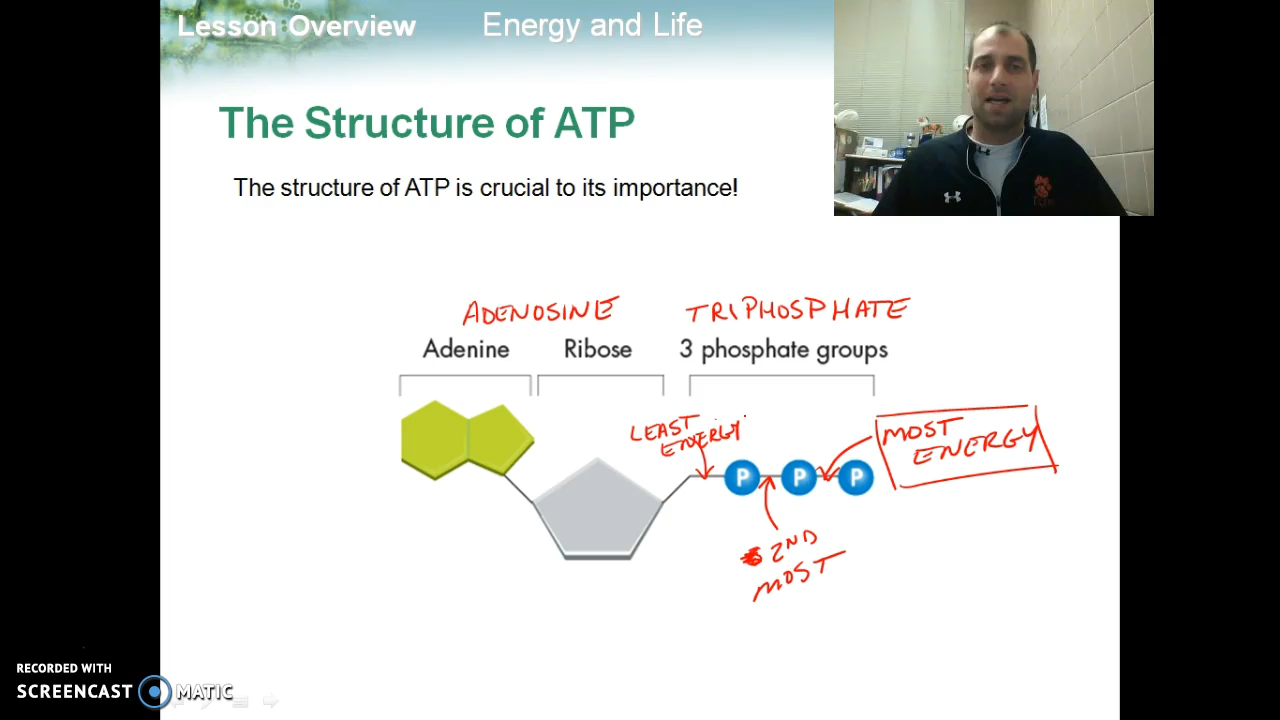 Lesson Overview Energy and Life
The Structure of ATP
The structure of ATP is crucial to its importance!
ADENOSINE TRIPHOSPHATE
Adenine Ribose 3 phosphate groups
LEAST
ENERGY
MOST
ENERGY
P P P
2ND
MOST
RECORDED WITH
SCREENCAST MATIC